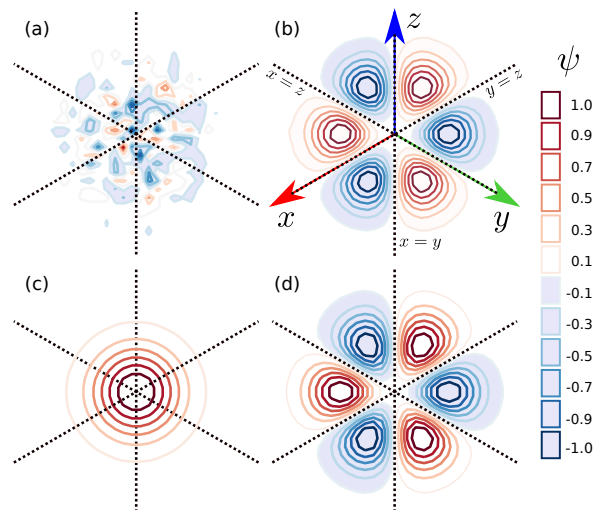 (a)
(b)
z
ψ
x = z
y = z
x
y
x = y
(c)
(d)
1.0
0.9
0.7
0.5
0.3
0.1
-0.1
-0.3
-0.5
-0.7
-0.9
-1.0